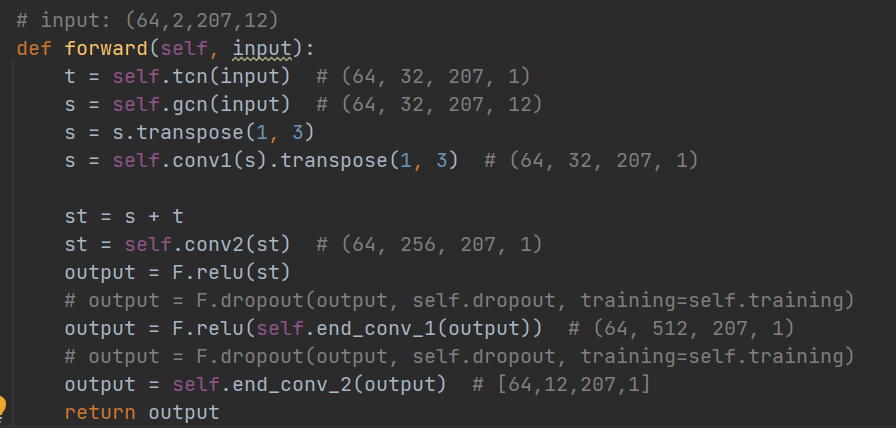 # input: (64,2,207,12)
def forward(self, input):
    t = self.tcn(input)  # (64, 32, 207, 1)
    s = self.gcn(input)  # (64, 32, 207, 12)
    s = s.transpose(1, 3)
    s = self.conv1(s).transpose(1, 3)  # (64, 32, 207, 1)

    st = s + t
    st = self.conv2(st)  # (64, 256, 207, 1)
    output = F.relu(st)
    # output = F.dropout(output, self.dropout, training=self.training)
    output = F.relu(self.end_conv_1(output))  # (64, 512, 207, 1)
    # output = F.dropout(output, self.dropout, training=self.training)
    output = self.end_conv_2(output)  # [64,12,207,1]
    return output